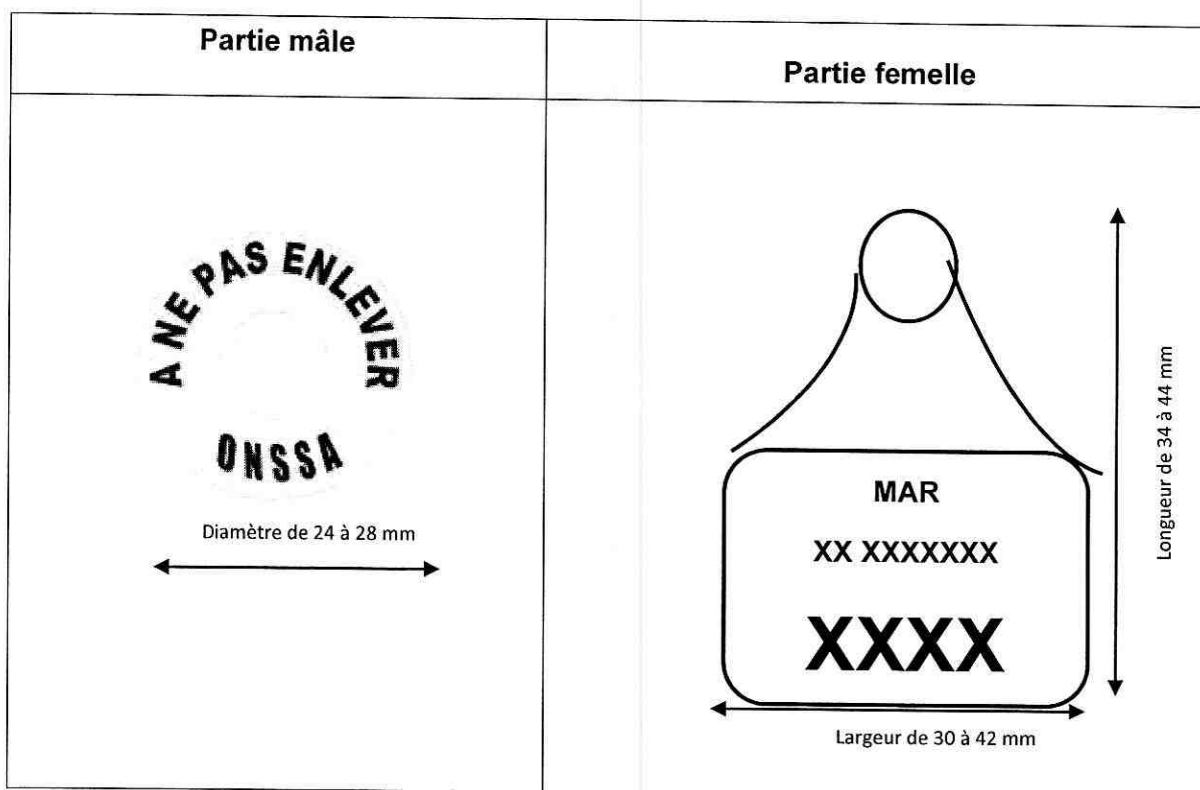 Partie mâle
Partie femelle
A NE PAS ENLEVER
ONSSA
Diamètre de 24 à 28 mm
MAR
XX XXXXXXX
XXXX
Longueur de 34 à 44 mm
Largeur de 30 à 42 mm